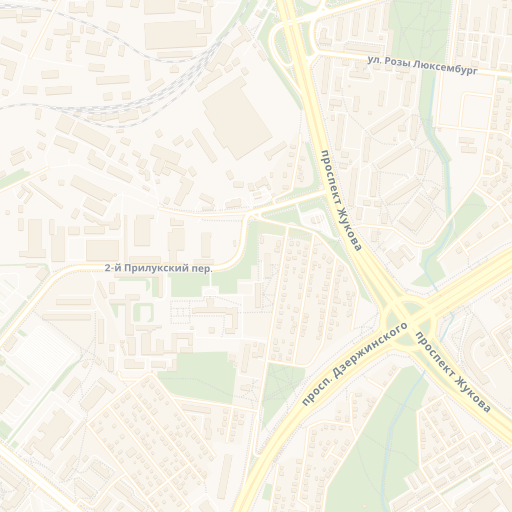 ул. Розы Люксембург
проспект Жукова
2-й Прилукский пер.
просп. Дзержинского
проспект Жукова